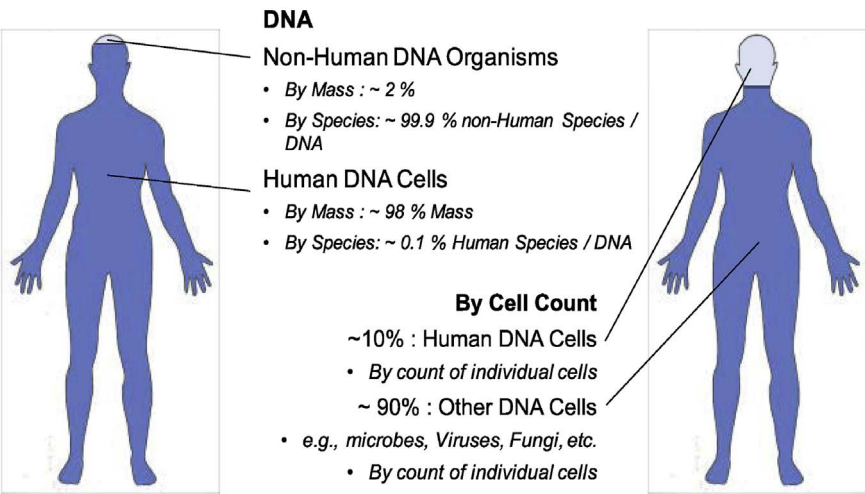 DNA
Non-Human DNA Organisms
• By Mass : ~ 2 %
• By Species: ~ 99.9 % non-Human Species /
DNA
Human DNA Cells
• By Mass : ~ 98 % Mass
• By Species: ~ 0.1 % Human Species / DNA
By Cell Count
~10% : Human DNA Cells
• By count of individual cells
~ 90% : Other DNA Cells
• e.g., microbes, Viruses, Fungi, etc.
• By count of individual cells